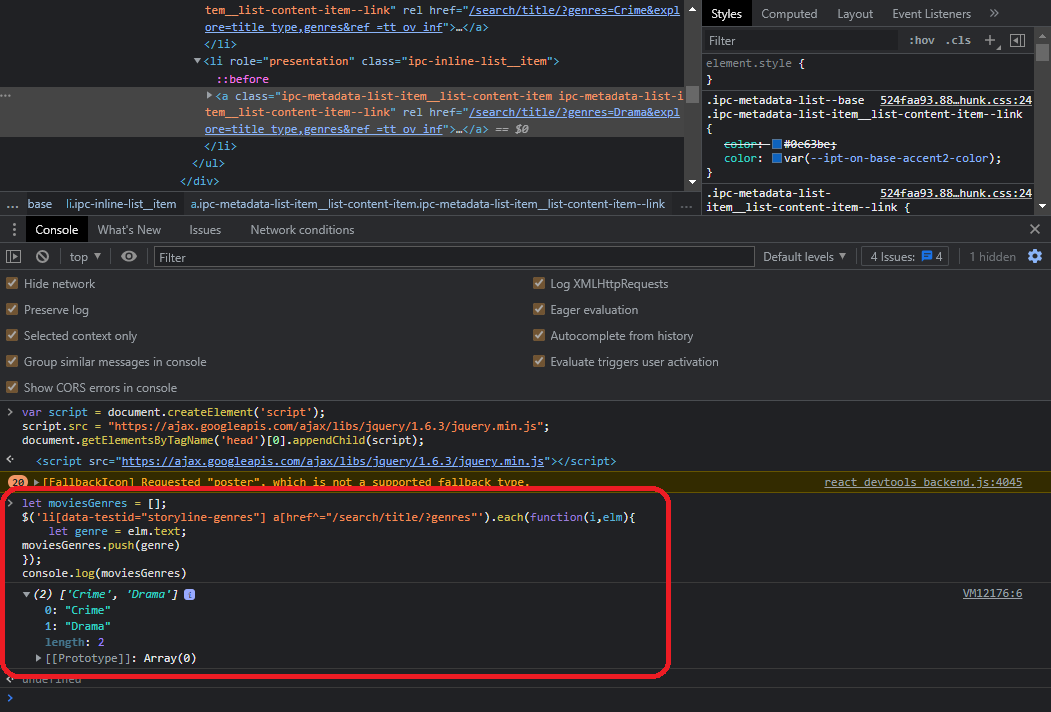 tem__list-content-item--link" rel href="/search/title/?genres=Crime&expl
ore=title_type,genres&ref_=tt_ov_inf">…</a>
</li>
<li role="presentation" class="ipc-inline-list__item">
::before
<a class="ipc-metadata-list-item__list-content-item ipc-metadata-list-i
tem__list-content-item--link" rel href="/search/title/?genres=Drama&expl
ore=title_type,genres&ref_=tt_ov_inf">…</a> == $0
</li>
</ul>
</div>
... base li.ipc-inline-list__item a.ipc-metadata-list-item__list-content-item.ipc-metadata-list-item__list-content-item--link ...
Styles Computed Layout Event Listeners »
Filter :hov .cls +
element.style {
}
.ipc-metadata-list--base 524faa93.88…hunk.css:24
.ipc-metadata-list-item__list-content-item--link
{
color: #0e63be;
color: var(--ipt-on-base-accent2-color);
}
.ipc-metadata-list- 524faa93.88…hunk.css:24
item__list-content-item--link {
Console What's New Issues Network conditions
top ▼ Filter Default levels ▼ 4 Issues: 4 1 hidden
Hide network Log XMLHttpRequests
Preserve log Eager evaluation
Selected context only Autocomplete from history
Group similar messages in console Evaluate triggers user activation
Show CORS errors in console
> var script = document.createElement('script');
script.src = "https://ajax.googleapis.com/ajax/libs/jquery/1.6.3/jquery.min.js";
document.getElementsByTagName('head')[0].appendChild(script);
<script src="https://ajax.googleapis.com/ajax/libs/jquery/1.6.3/jquery.min.js"></script>
20 [FallbackIcon] Requested "poster", which is not a supported fallback type. react_devtools_backend.js:4045
> let moviesGenres = [];
$('li[data-testid="storyline-genres"] a[href^="/search/title/?genres"').each(function(i,elm){
let genre = elm.text;
moviesGenres.push(genre)
});
console.log(moviesGenres)
(2) ['Crime', 'Drama'] i VM12176:6
0: "Crime"
1: "Drama"
length: 2
[[Prototype]]: Array(0)
undefined
>